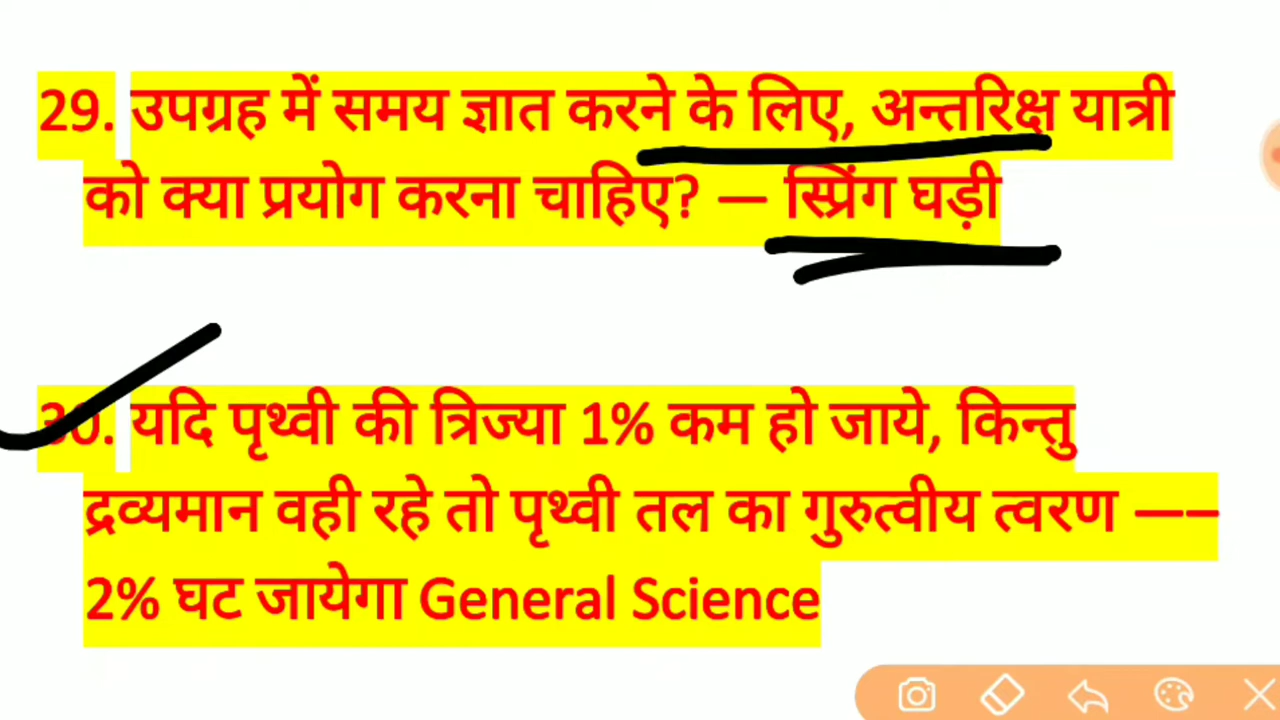 29. उपग्रह में समय ज्ञात करने के लिए, अन्तरिक्ष यात्री
को क्या प्रयोग करना चाहिए? — स्प्रिंग घड़ी
30. यदि पृथ्वी की त्रिज्या 1% कम हो जाये, किन्तु
द्रव्यमान वही रहे तो पृथ्वी तल का गुरुत्वीय त्वरण —–
2% घट जायेगा General Science